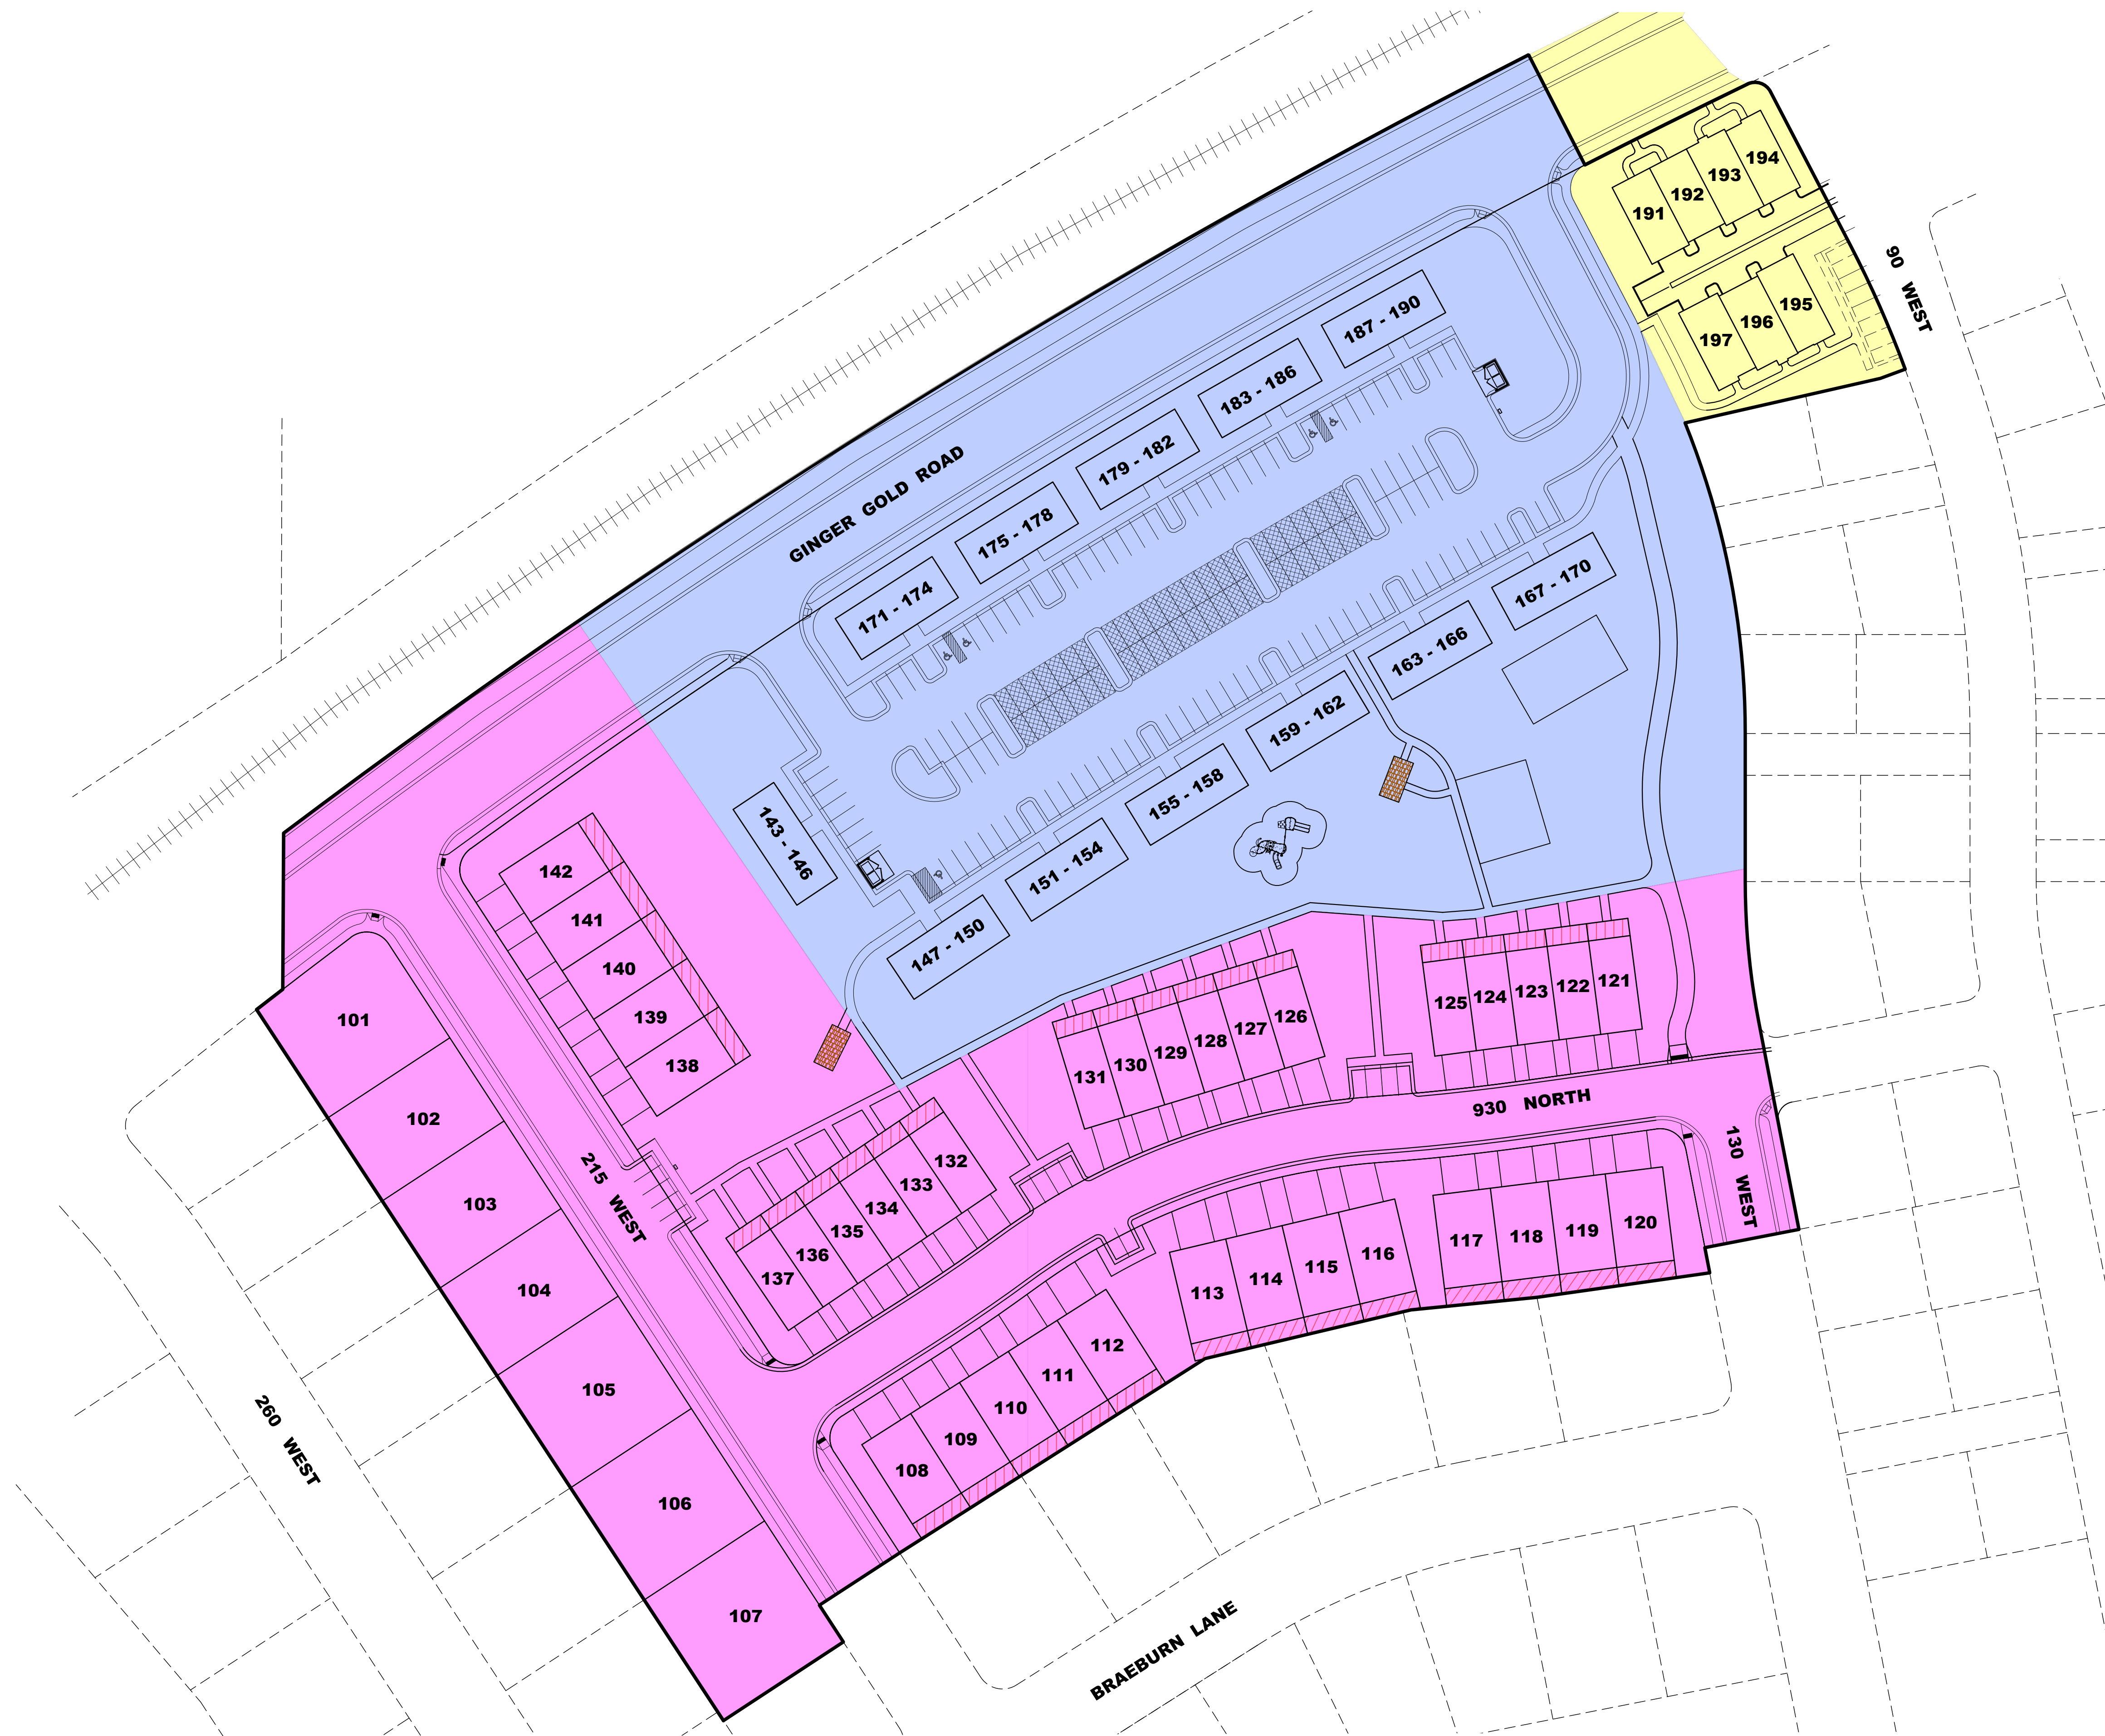 194
193
192
191
90 WEST
195
196
197
187 - 190
183 - 186
179 - 182
175 - 178
171 - 174
GINGER GOLD ROAD
167 - 170
163 - 166
159 - 162
155 - 158
151 - 154
147 - 150
143 - 146
142
141
140
139
138
101
102
103
104
105
106
107
215 WEST
260 WEST
131
130
129
128
127
126
125
124
123
122
121
930 NORTH
130 WEST
132
133
134
135
136
137
108
109
110
111
112
113
114
115
116
117
118
119
120
BRAEBURN LANE